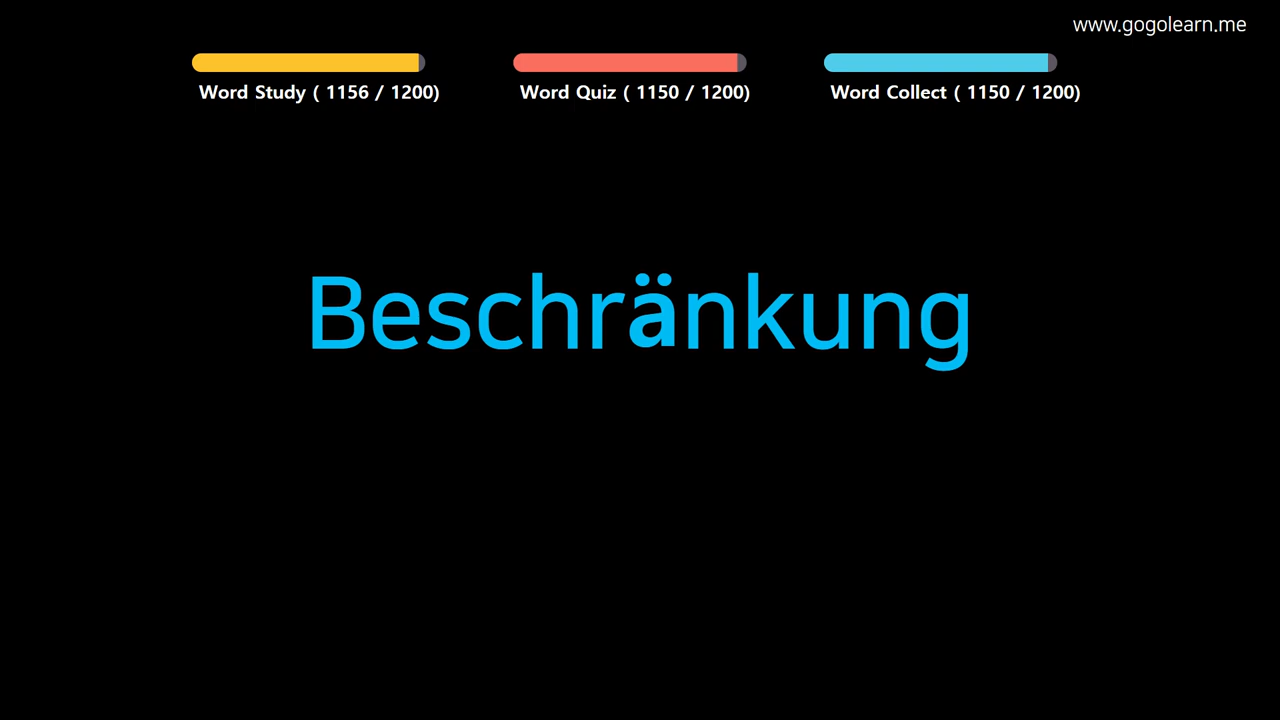 www.gogolearn.me
Word Study ( 1156 / 1200)
Word Quiz ( 1150 / 1200)
Word Collect ( 1150 / 1200)
Beschränkung